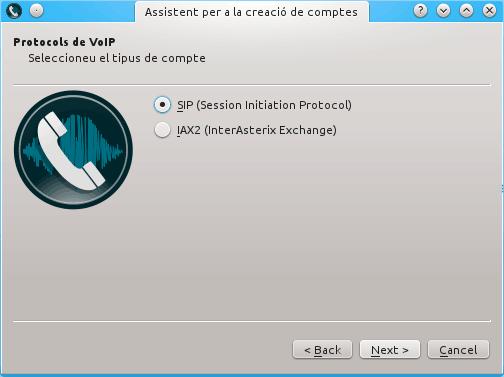 Assistent per a la creació de comptes
Protocols de VoIP
Seleccioneu el tipus de compte
SIP (Session Initiation Protocol)
IAX2 (InterAsterix Exchange)
< Back Next > Cancel